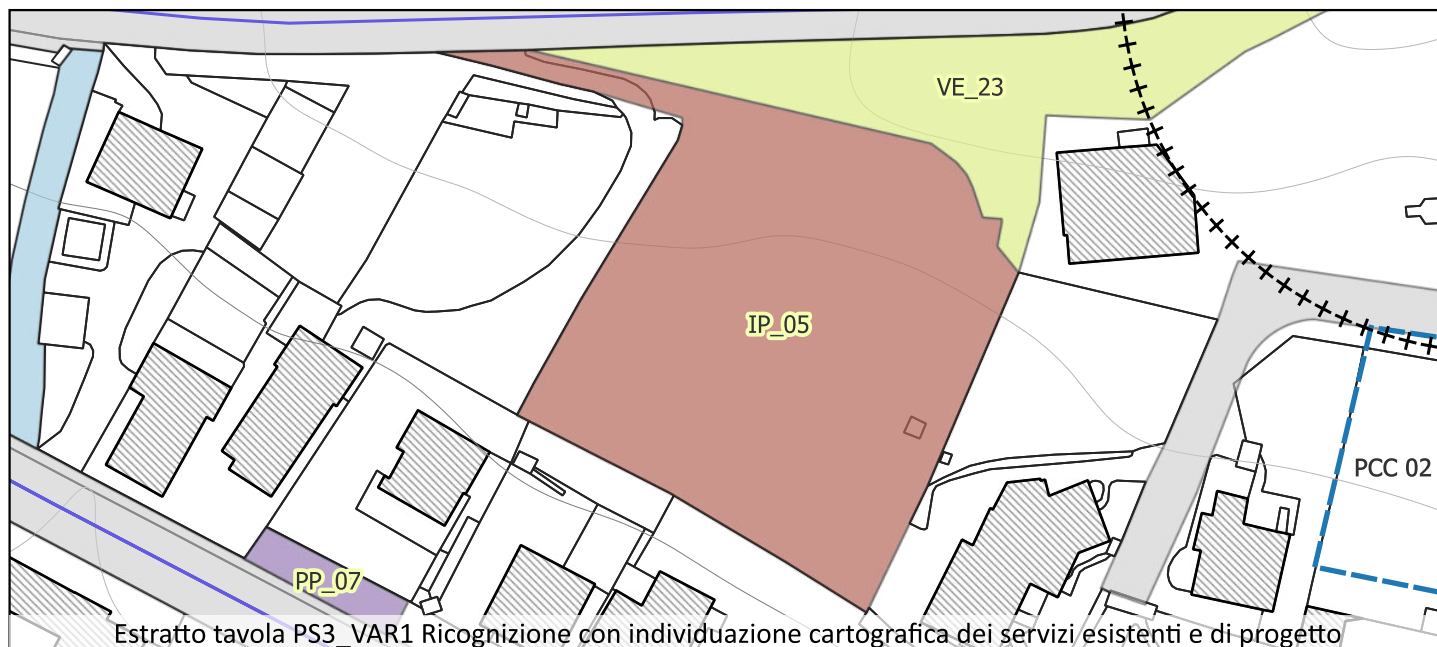 VE_23
IP_05
PCC 02
PP_07
Estratto tavola PS3_VAR1 Ricognizione con individuazione cartografica dei servizi esistenti e di progetto